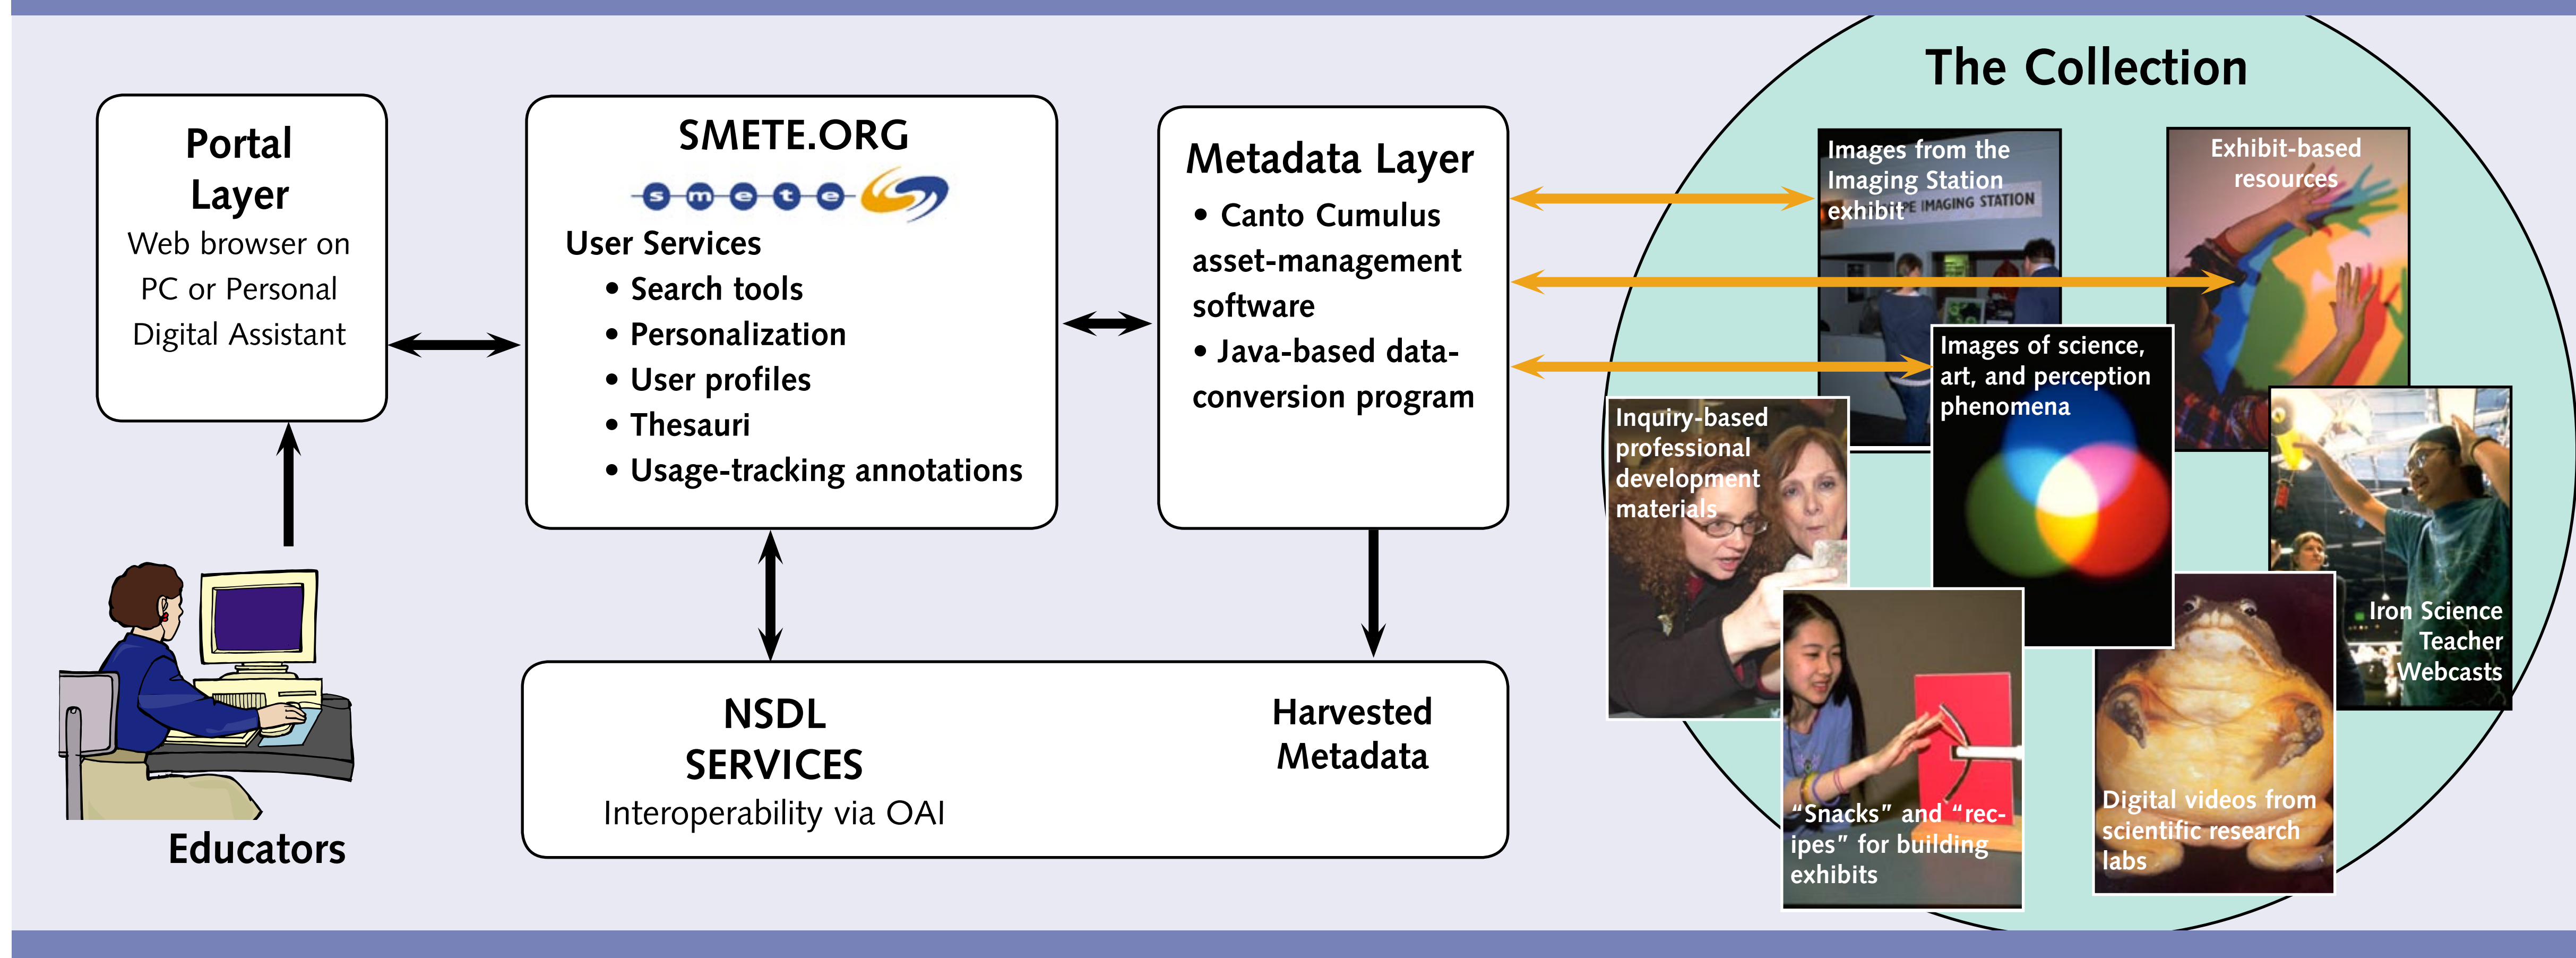 Portal
Layer
Web browser on
PC or Personal
Digital Assistant
Educators
SMETE.ORG
smete
User Services
• Search tools
• Personalization
• User profiles
• Thesauri
• Usage-tracking annotations
Metadata Layer
• Canto Cumulus
asset-management
software
• Java-based data-
conversion program
NSDL
SERVICES
Interoperability via OAI
Harvested
Metadata
The Collection
Images from the
Imaging Station
exhibit
PE IMAGING STATION
Exhibit-based
resources
Images of science,
art, and perception
phenomena
Inquiry-based
professional
development
materials
Iron Science
Teacher
Webcasts
“Snacks” and “rec-
ipes” for building
exhibits
Digital videos from
scientific research
labs